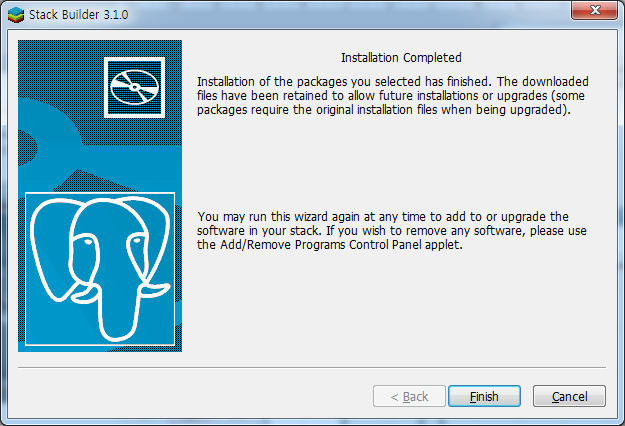 Stack Builder 3.1.0
Installation Completed
Installation of the packages you selected has finished. The downloaded
files have been retained to allow future installations or upgrades (some
packages require the original installation files when being upgraded).
You may run this wizard again at any time to add to or upgrade the
software in your stack. If you wish to remove any software, please use
the Add/Remove Programs Control Panel applet.
< Back
Finish
Cancel